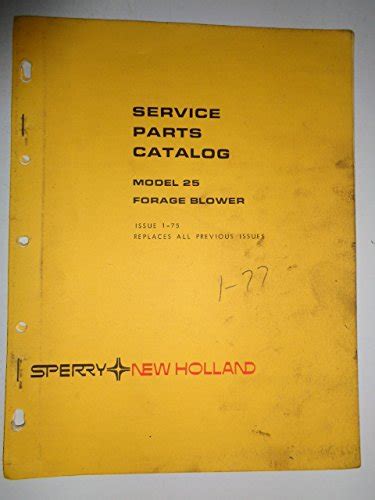 SERVICE
PARTS
CATALOG
MODEL 25
FORAGE BLOWER
ISSUE 1-75
REPLACES ALL PREVIOUS ISSUES
1-77
SPERRY NEW HOLLAND